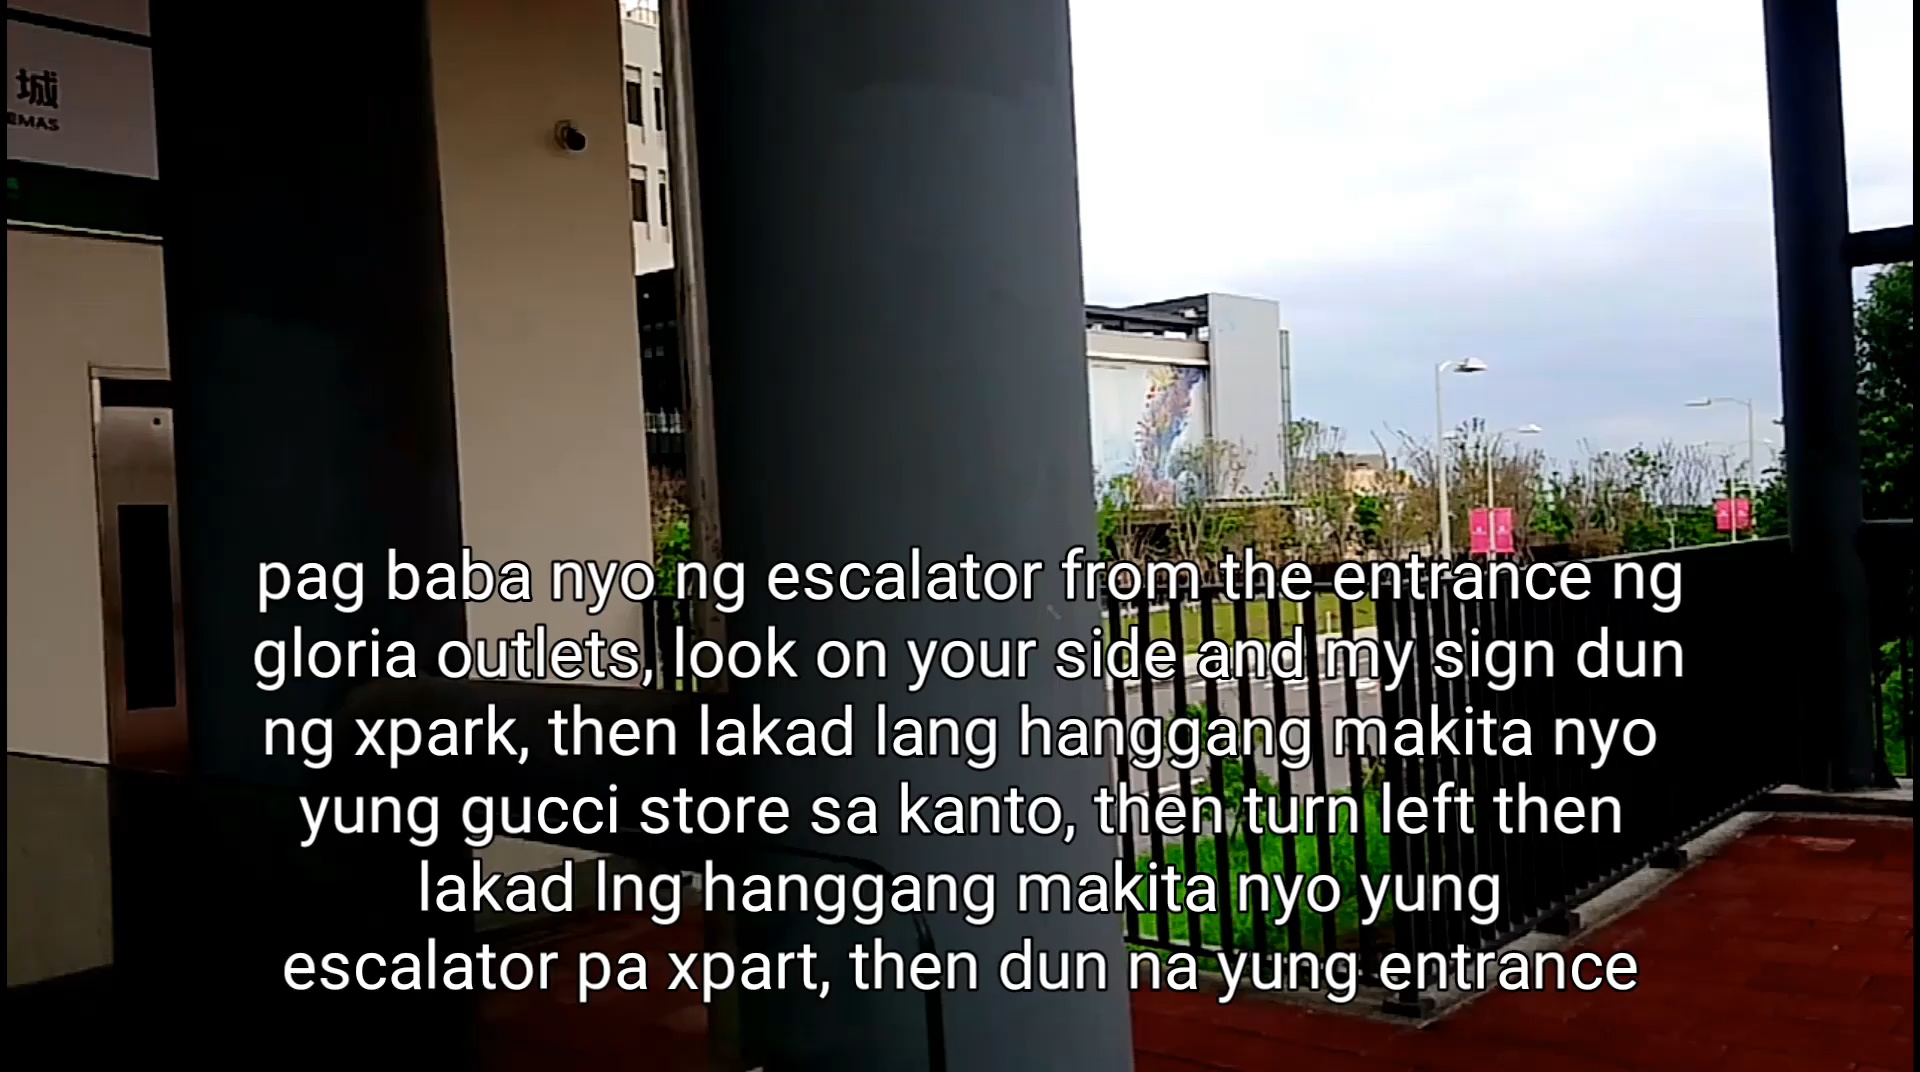 城
EMAS
pag baba nyo ng escalator from the entrance ng
gloria outlets, look on your side and my sign dun
ng xpark, then lakad lang hanggang makita nyo
yung gucci store sa kanto, then turn left then
lakad lng hanggang makita nyo yung
escalator pa xpart, then dun na yung entrance